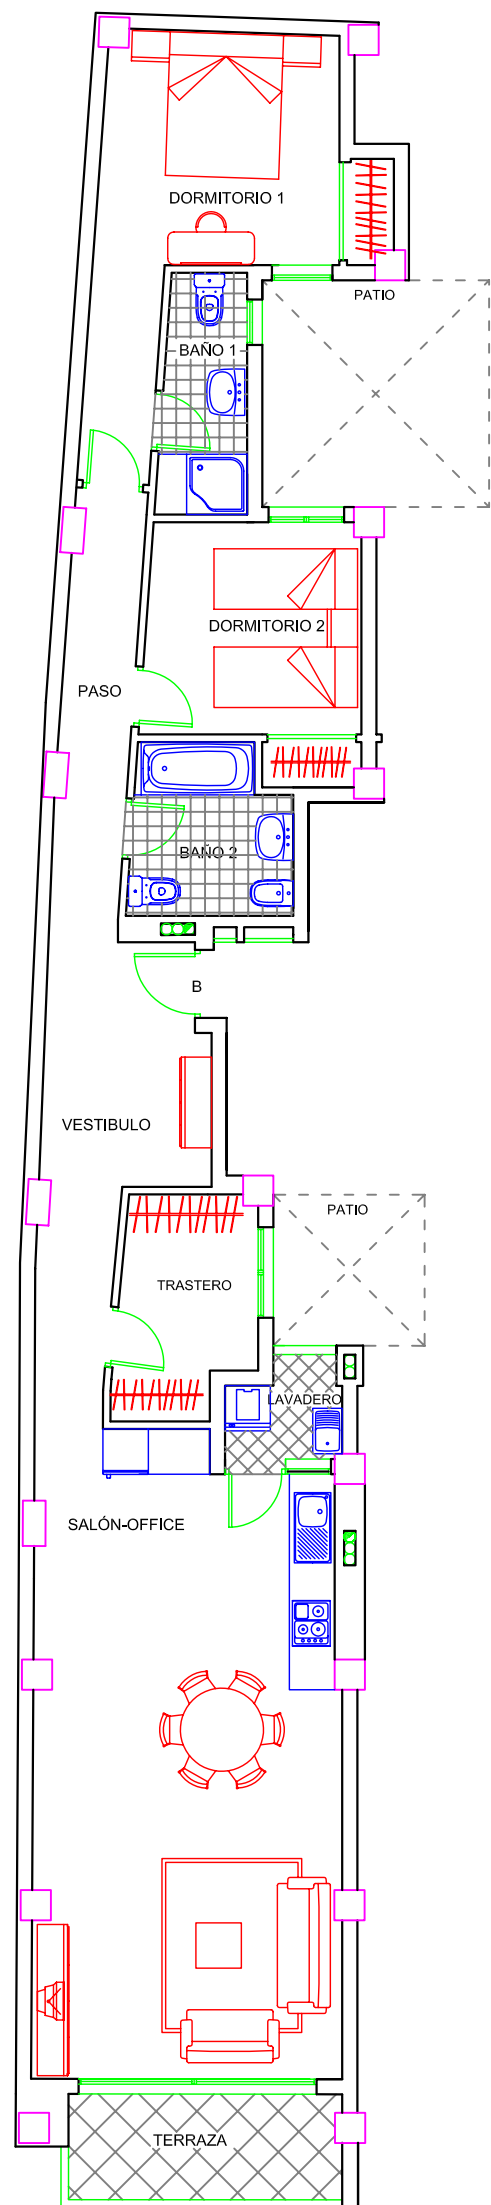 DORMITORIO 1
PATIO
BAÑO 1
DORMITORIO 2
PASO
BAÑO 2
B
VESTIBULO
PATIO
TRASTERO
LAVADERO
SALÓN-OFFICE
TERRAZA